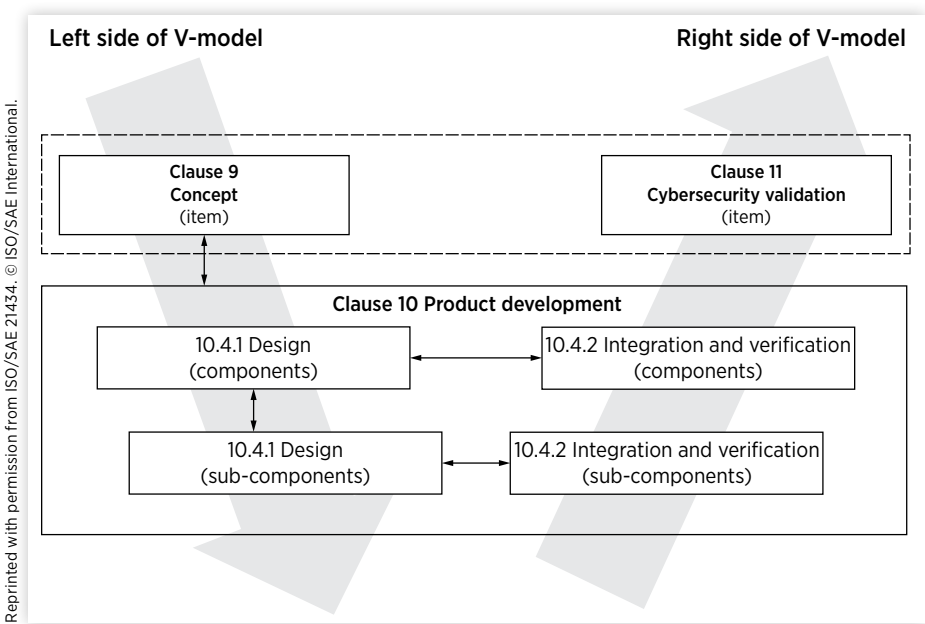 Left side of V-model
Right side of V-model
Clause 9
Concept
(item)
Clause 11
Cybersecurity validation
(item)
Clause 10 Product development
10.4.1 Design
(components)
10.4.2 Integration and verification
(components)
10.4.1 Design
(sub-components)
10.4.2 Integration and verification
(sub-components)
Reprinted with permission from ISO/SAE 21434. © ISO/SAE International.